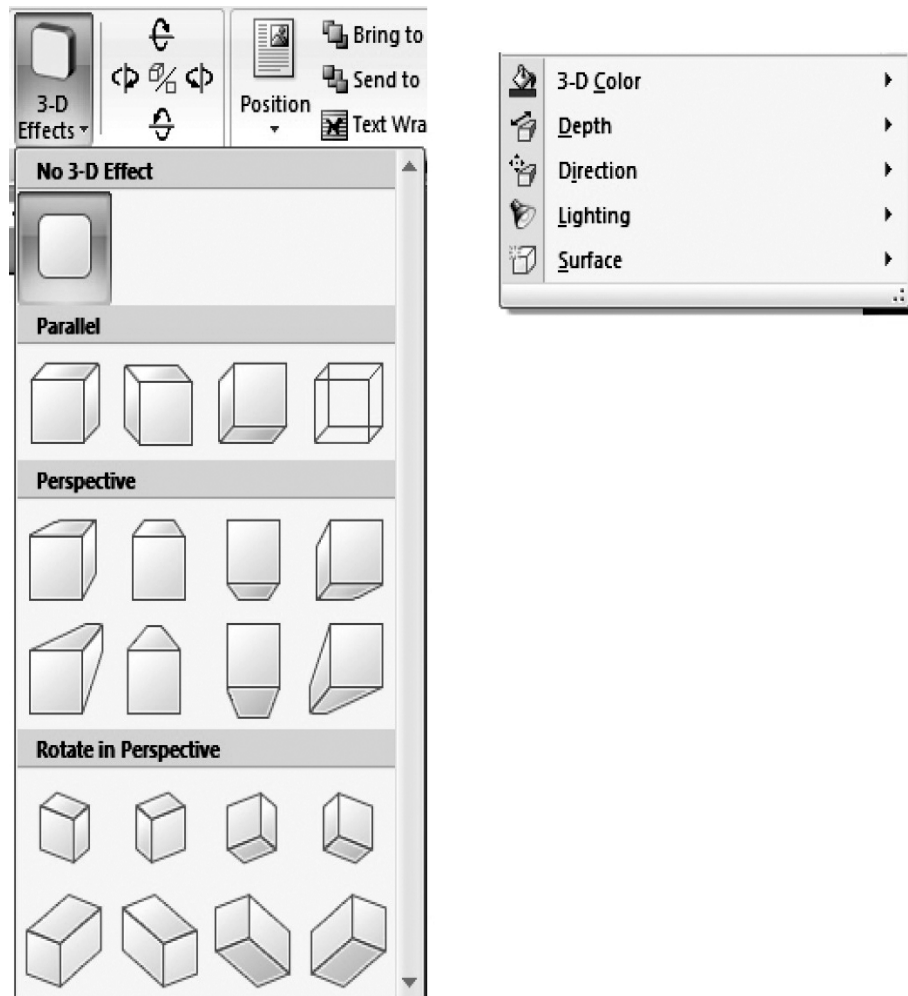 3-D
Effects
Position
Bring to
Send to
Text Wra
No 3-D Effect
Parallel
Perspective
Rotate in Perspective
3-D Color
Depth
Direction
Lighting
Surface